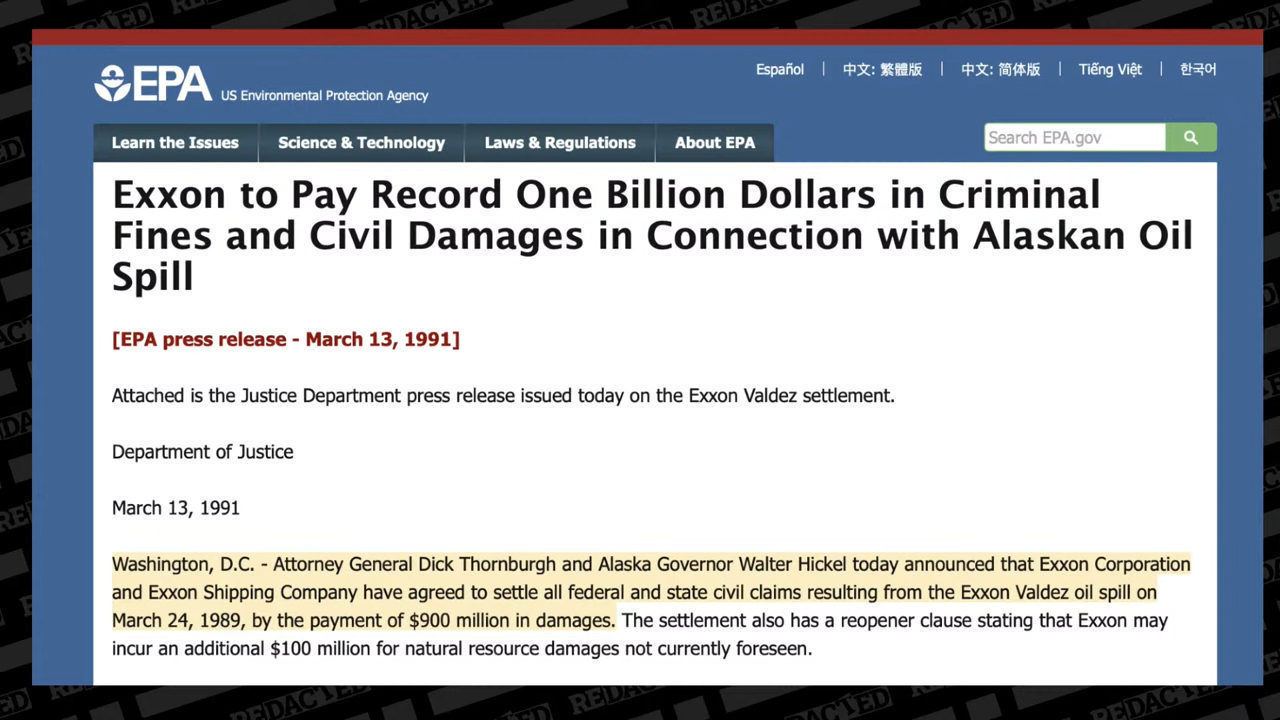 EPA US Environmental Protection Agency
Español | 中文: 繁體版 | 中文: 简体版 | Tiếng Việt | 한국어
Learn the Issues
Science & Technology
Laws & Regulations
About EPA
Search EPA.gov
Exxon to Pay Record One Billion Dollars in Criminal
Fines and Civil Damages in Connection with Alaskan Oil
Spill
[EPA press release - March 13, 1991]
Attached is the Justice Department press release issued today on the Exxon Valdez settlement.
Department of Justice
March 13, 1991
Washington, D.C. - Attorney General Dick Thornburgh and Alaska Governor Walter Hickel today announced that Exxon Corporation
and Exxon Shipping Company have agreed to settle all federal and state civil claims resulting from the Exxon Valdez oil spill on
March 24, 1989, by the payment of $900 million in damages. The settlement also has a reopener clause stating that Exxon may
incur an additional $100 million for natural resource damages not currently foreseen.
REDACTED